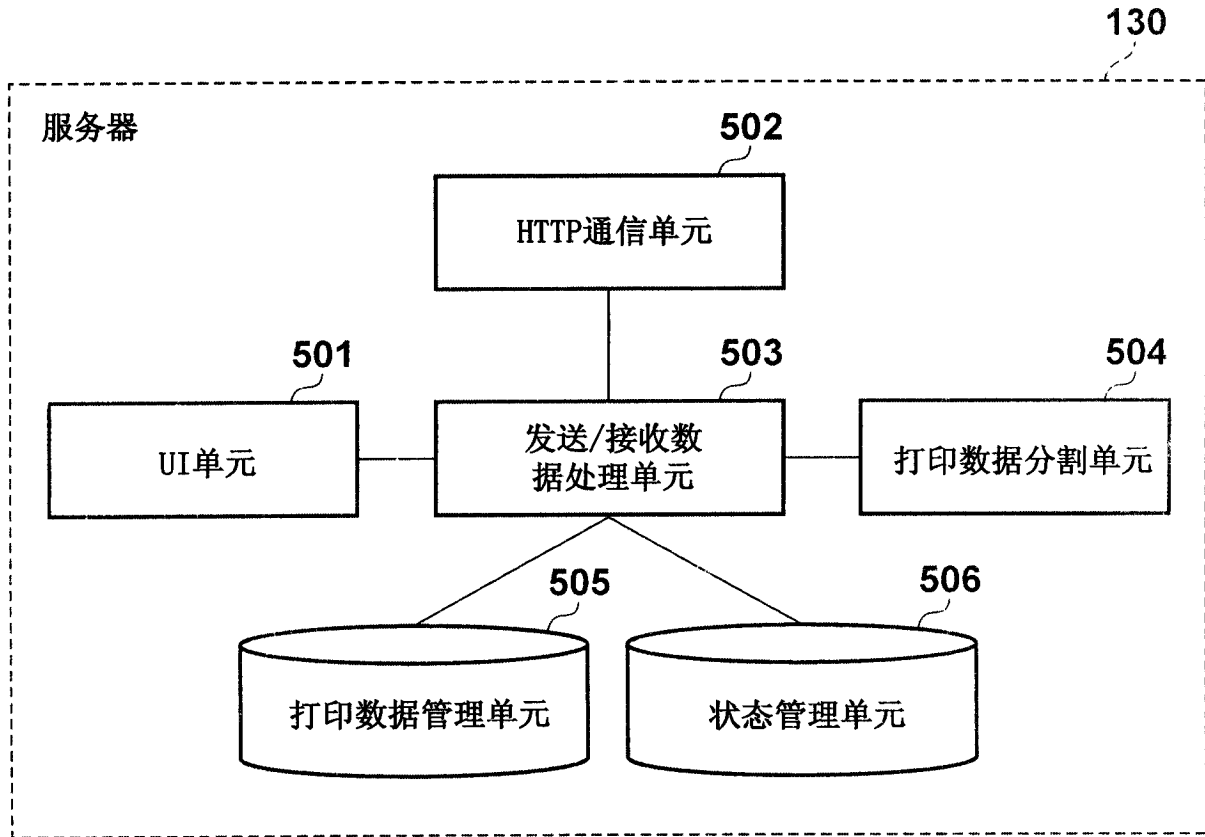 130
服务器
502
HTTP通信单元
501
503
504
UI单元
发送/接收数
据处理单元
打印数据分割单元
505
506
打印数据管理单元
状态管理单元